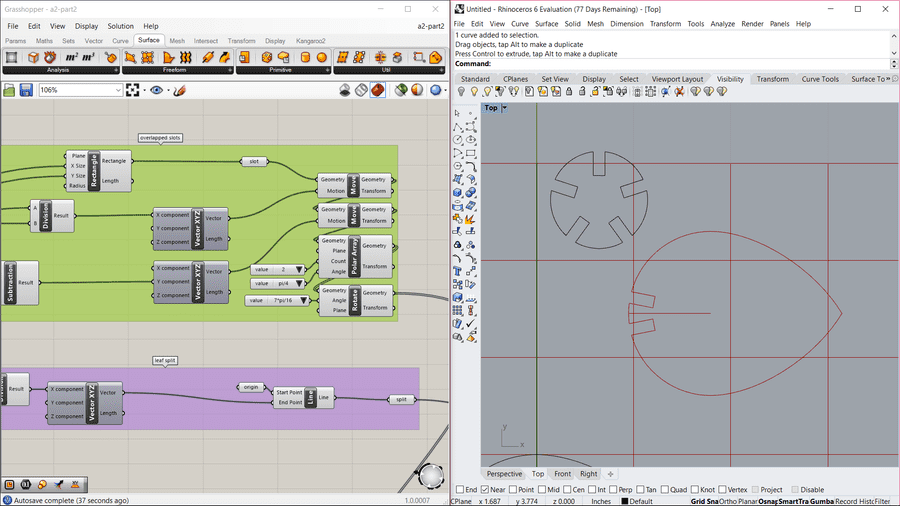 Grasshopper - a2-part2
File Edit View Display Solution Help
a2-part2
Params Maths Sets Vector Curve Surface Mesh Intersect Transform Display Kangaroo2
m² m³
Analysis Freeform Primitive Util
106%
overlapped slots
Plane
X Size
Y Size
Radius
Rectangle
Rectangle
Length
slot
Geometry
Motion
Move
Geometry
Transform
A
B
Division
Result
X component
Y component
Z component
Vector XYZ
Vector
Length
Geometry
Motion
Move
Geometry
Transform
Geometry
Plane
Count
Angle
Polar Array
Geometry
Transform
Subtraction
Result
X component
Y component
Z component
Vector XYZ
Vector
Length
value 2
value pi/4
value 7*pi/16
Geometry
Angle
Plane
Rotate
Geometry
Transform
leaf split
Result
X component
Y component
Z component
Vector XYZ
Vector
Length
origin
Start Point
End Point
Line
Line
split
Autosave complete (37 seconds ago)
1.0.0007
Untitled - Rhinoceros 6 Evaluation (77 Days Remaining) - [Top]
File Edit View Curve Surface Solid Mesh Dimension Transform Tools Analyze Render Panels Help
1 curve added to selection.
Drag objects, tap Alt to make a duplicate
Press Control to extrude, tap Alt to make a duplicate
Command:
Standard CPlanes Set View Display Select Viewport Layout Visibility Transform Curve Tools Surface To
Top
y
x
Perspective Top Front Right
End Near Point Mid Cen Int Perp Tan Quad Knot Vertex Project Disable
CPlane x 1.687 y 3.774 z 0.000 Inches Default Grid Sna Ortho Planar Osnap SmartTra Gumba Record Histc Filter